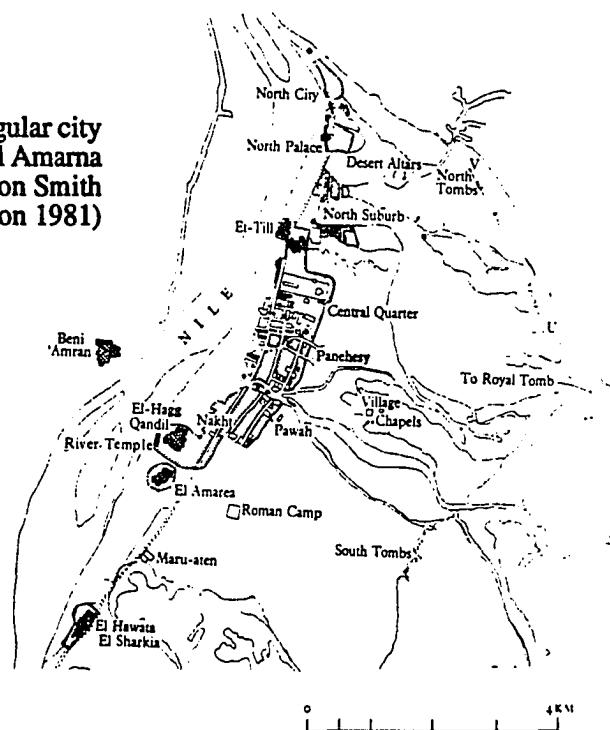 gular city
Amarna
on Smith
on 1981)
North City
North Palace
Desert Altars
North
Tombs
V
North Suburb
Et-Till
NILE
Central Quarter
U
Beni
'Amran
Panehesy
To Royal Tomb
Village
Chapels
El-Hagg
Qandil
Nakht
Pawah
River-Temple
El Amarea
Roman Camp
South Tombs
Maru-aten
El Hawata
El Sharkia
0
4 KM